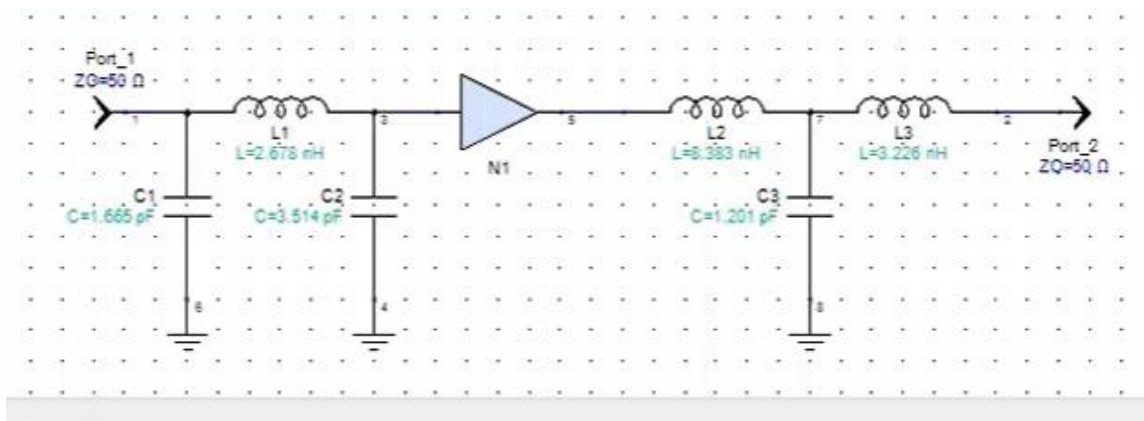 Port_1
ZO=50 Ω
1
L1
L=2.678 nH
3
N1
5
L2
L=8.383 nH
7
L3
L=3.226 nH
2
Port_2
ZO=50 Ω
C1
C=1.665 pF
C2
C=3.514 pF
C3
C=1.201 pF
6
4
8